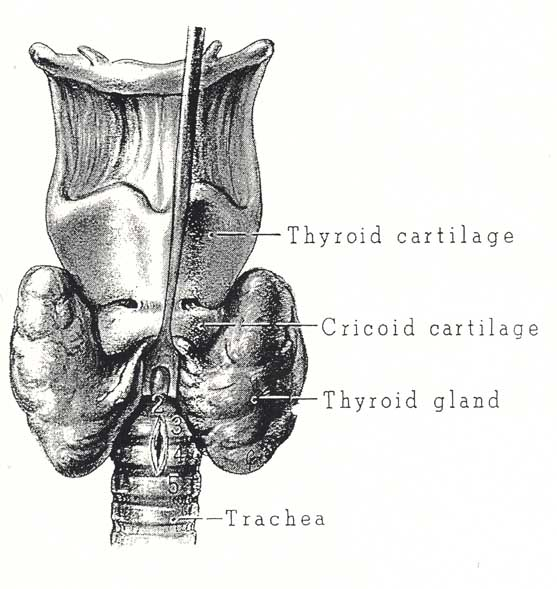 Thyroid cartilage
Cricoid cartilage
Thyroid gland
2
3
4
5
Trachea